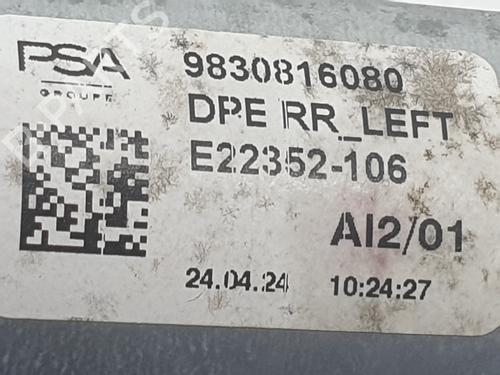 PSA
GROUPE
9830816080
DPE RR_LEFT
E22352-106
AI2/01
24.04.24
10:24:27